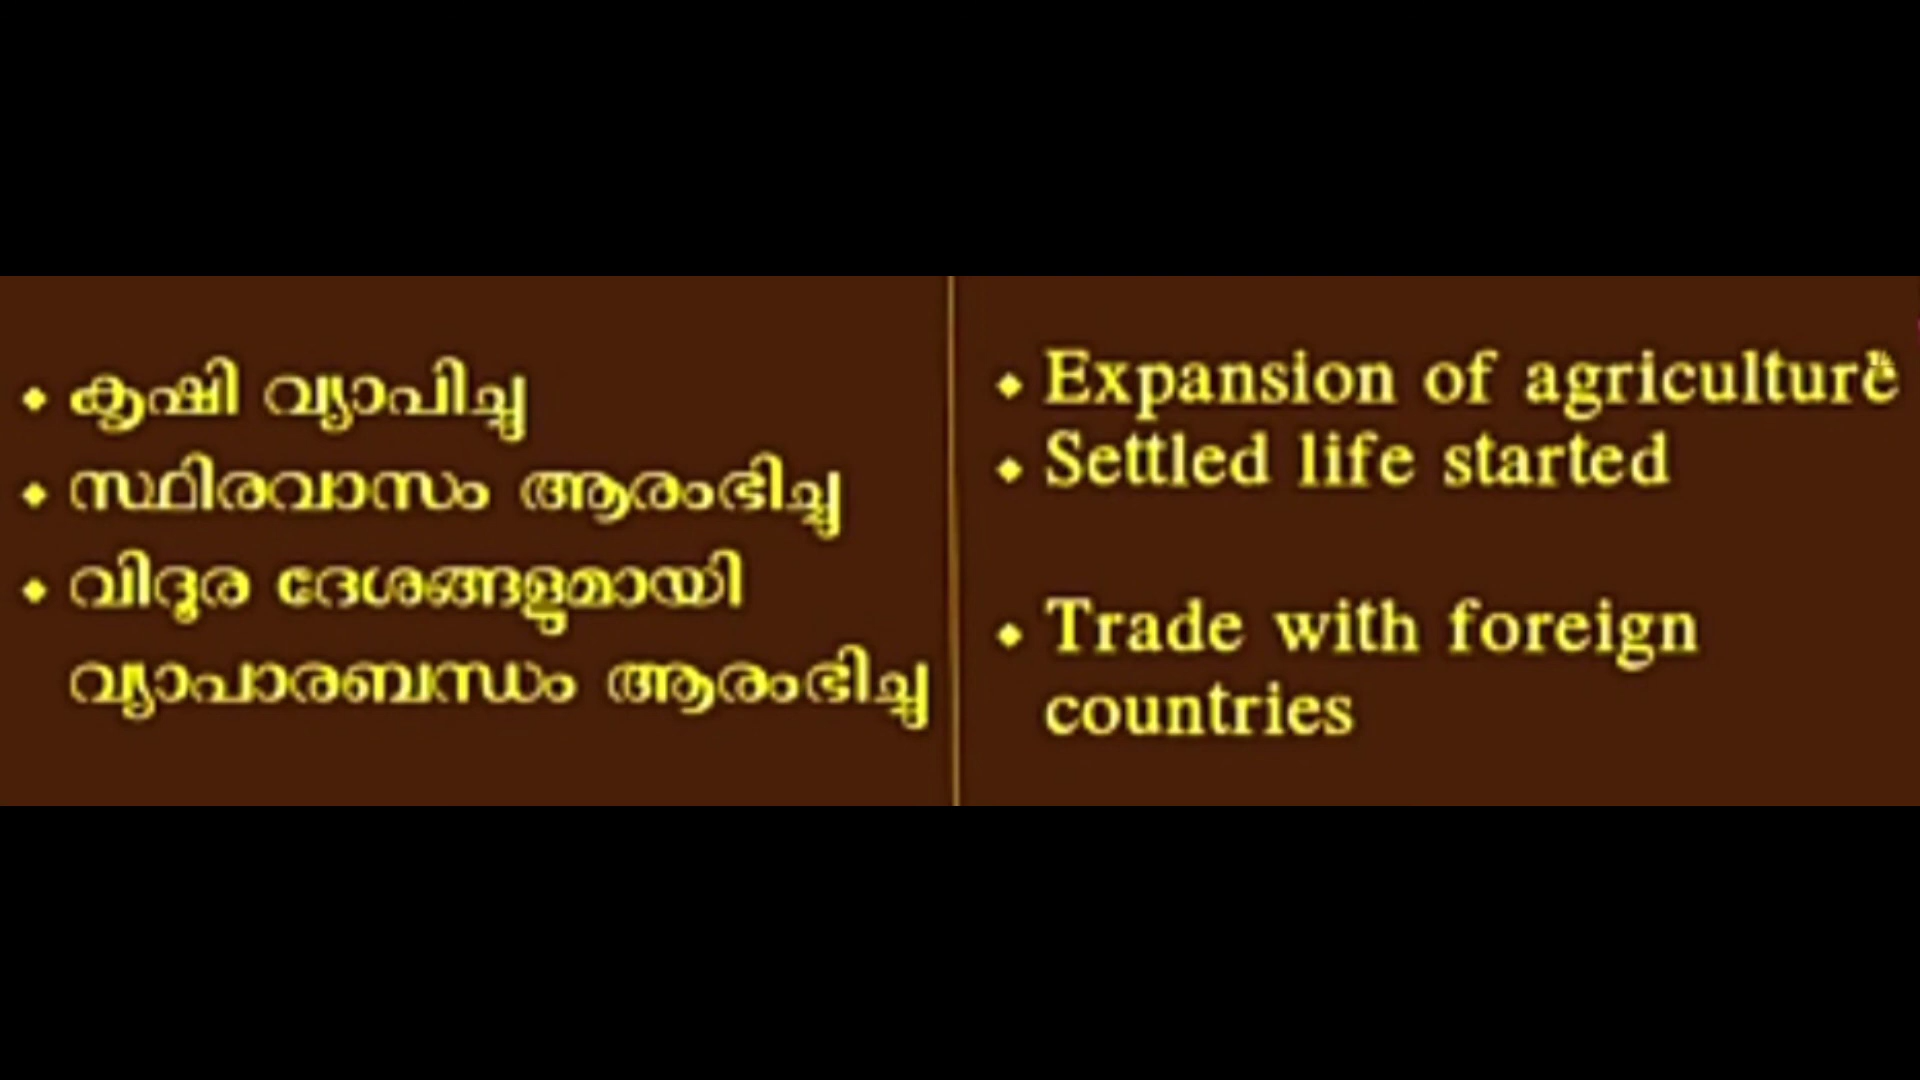 • കൃഷി വ്യാപിച്ചു
• സ്ഥിരവാസം ആരംഭിച്ചു
• വിദൂര ദേശങ്ങളുമായി
വ്യാപാരബന്ധം ആരംഭിച്ചു
• Expansion of agriculture
• Settled life started
• Trade with foreign
countries